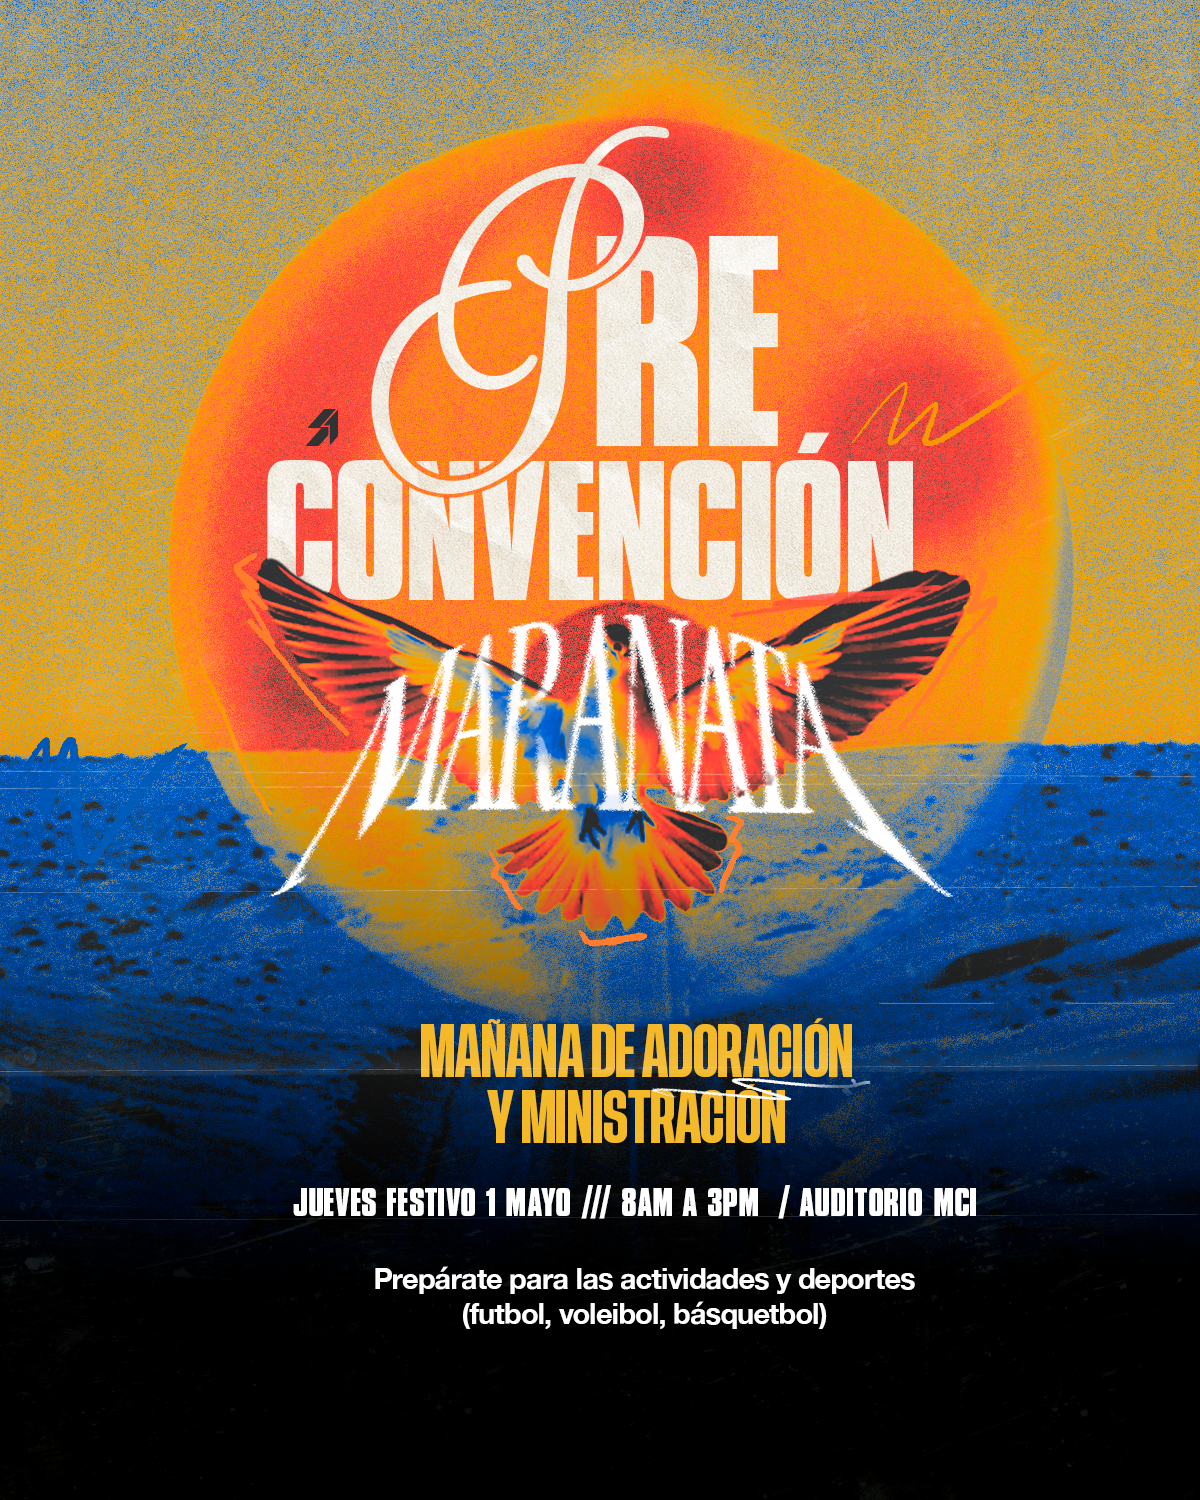 PRE
CONVENCIÓN
MARANATA
MAÑANA DE ADORACIÓN
Y MINISTRACIÓN
JUEVES FESTIVO 1 MAYO /// 8AM A 3PM / AUDITORIO MCI
Prepárate para las actividades y deportes
(futbol, voleibol, básquetbol)